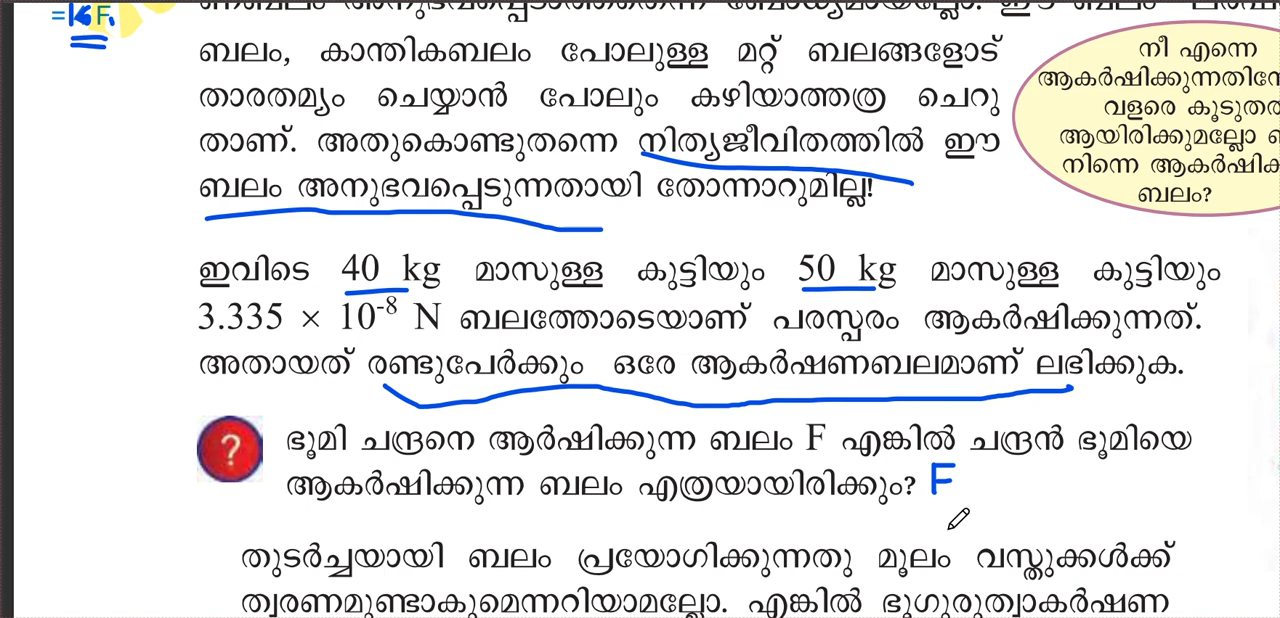 =16F
ബലം, കാന്തികബലം പോലുള്ള മറ്റ് ബലങ്ങളോട്
താരതമ്യം ചെയ്യാൻ പോലും കഴിയാത്തത്ര ചെറു
താണ്. അതുകൊണ്ടുതന്നെ നിത്യജീവിതത്തിൽ ഈ
ബലം അനുഭവപ്പെടുന്നതായി തോന്നാറുമില്ല!
നീ എന്നെ
ആകർഷിക്കുന്നതിനേ
വളരെ കൂടുതൽ
ആയിരിക്കുമല്ലോ
നിന്നെ ആകർഷിക്ക
ബലം?
ഇവിടെ 40 kg മാസുള്ള കുട്ടിയും 50 kg മാസുള്ള കുട്ടിയും
3.335 × 10⁻⁸ N ബലത്തോടെയാണ് പരസ്പരം ആകർഷിക്കുന്നത്.
അതായത് രണ്ടുപേർക്കും ഒരേ ആകർഷണബലമാണ് ലഭിക്കുക.
? ഭൂമി ചന്ദ്രനെ ആർഷിക്കുന്ന ബലം F എങ്കിൽ ചന്ദ്രൻ ഭൂമിയെ
ആകർഷിക്കുന്ന ബലം എത്രയായിരിക്കും? F
തുടർച്ചയായി ബലം പ്രയോഗിക്കുന്നതു മൂലം വസ്തുക്കൾക്ക്
ത്വരണമുണ്ടാകുമെന്നറിയാമല്ലോ. എങ്കിൽ ഭൂഗുരുത്വാകർഷണ